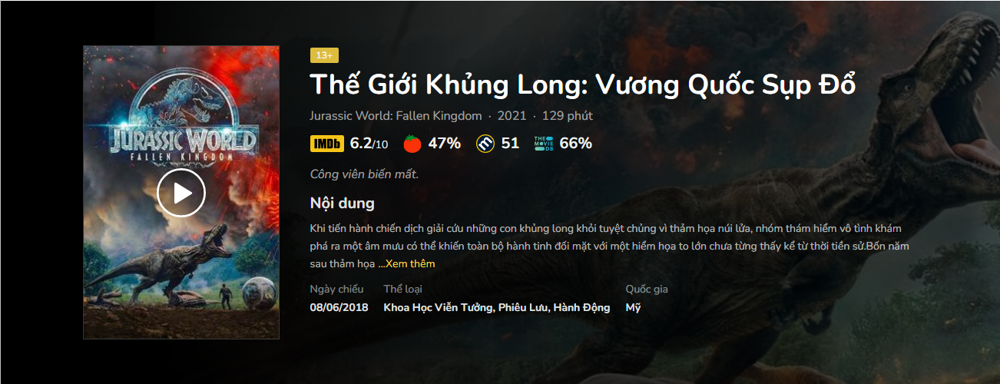 JURASSIC WORLD
FALLEN KINGDOM
13+
Thế Giới Khủng Long: Vương Quốc Sụp Đổ
Jurassic World: Fallen Kingdom · 2021 · 129 phút
IMDb 6.2/10 47% m 51 THE MOVIE DB 66%
Công viên biến mất.
Nội dung
Khi tiến hành chiến dịch giải cứu những con khủng long khỏi tuyệt chủng vì thảm họa núi lửa, nhóm thám hiểm vô tình khám
phá ra một âm mưu có thể khiến toàn bộ hành tinh đối mặt với một hiểm họa to lớn chưa từng thấy kể từ thời tiền sử.Bốn năm
sau thảm họa ...Xem thêm
Ngày chiếu Thể loại Quốc gia
08/06/2018 Khoa Học Viễn Tưởng, Phiêu Lưu, Hành Động Mỹ